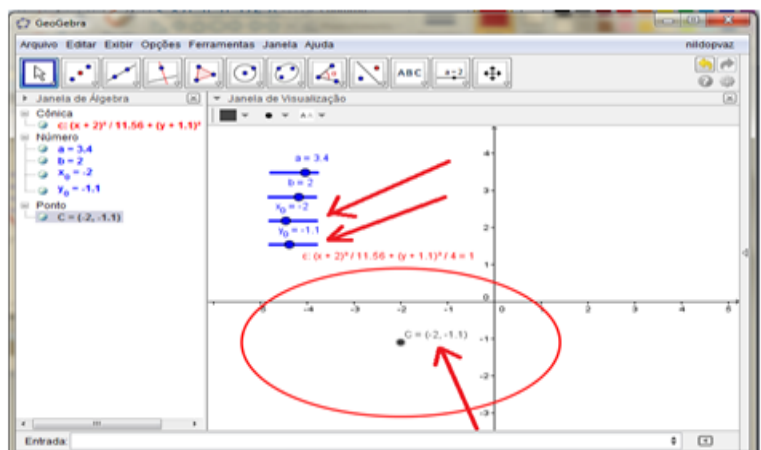 GeoGebra
Arquivo Editar Exibir Opções Ferramentas Janela Ajuda
nildopvaz
ABC
a=2
Janela de Álgebra
Janela de Visualização
Cônica
c: (x + 2)² / 11.56 + (y + 1.1)²
Número
a = 3.4
b = 2
x₀ = -2
y₀ = -1.1
Ponto
C = (-2, -1.1)
a = 3.4
b = 2
x₀ = -2
y₀ = -1.1
c: (x + 2)² / 11.56 + (y + 1.1)² / 4 = 1
4
3
2
1
0
-5 -4 -3 -2 -1 0 1 2 3 4 5
C = (-2, -1.1)
-1
-2
-3
Entrada: